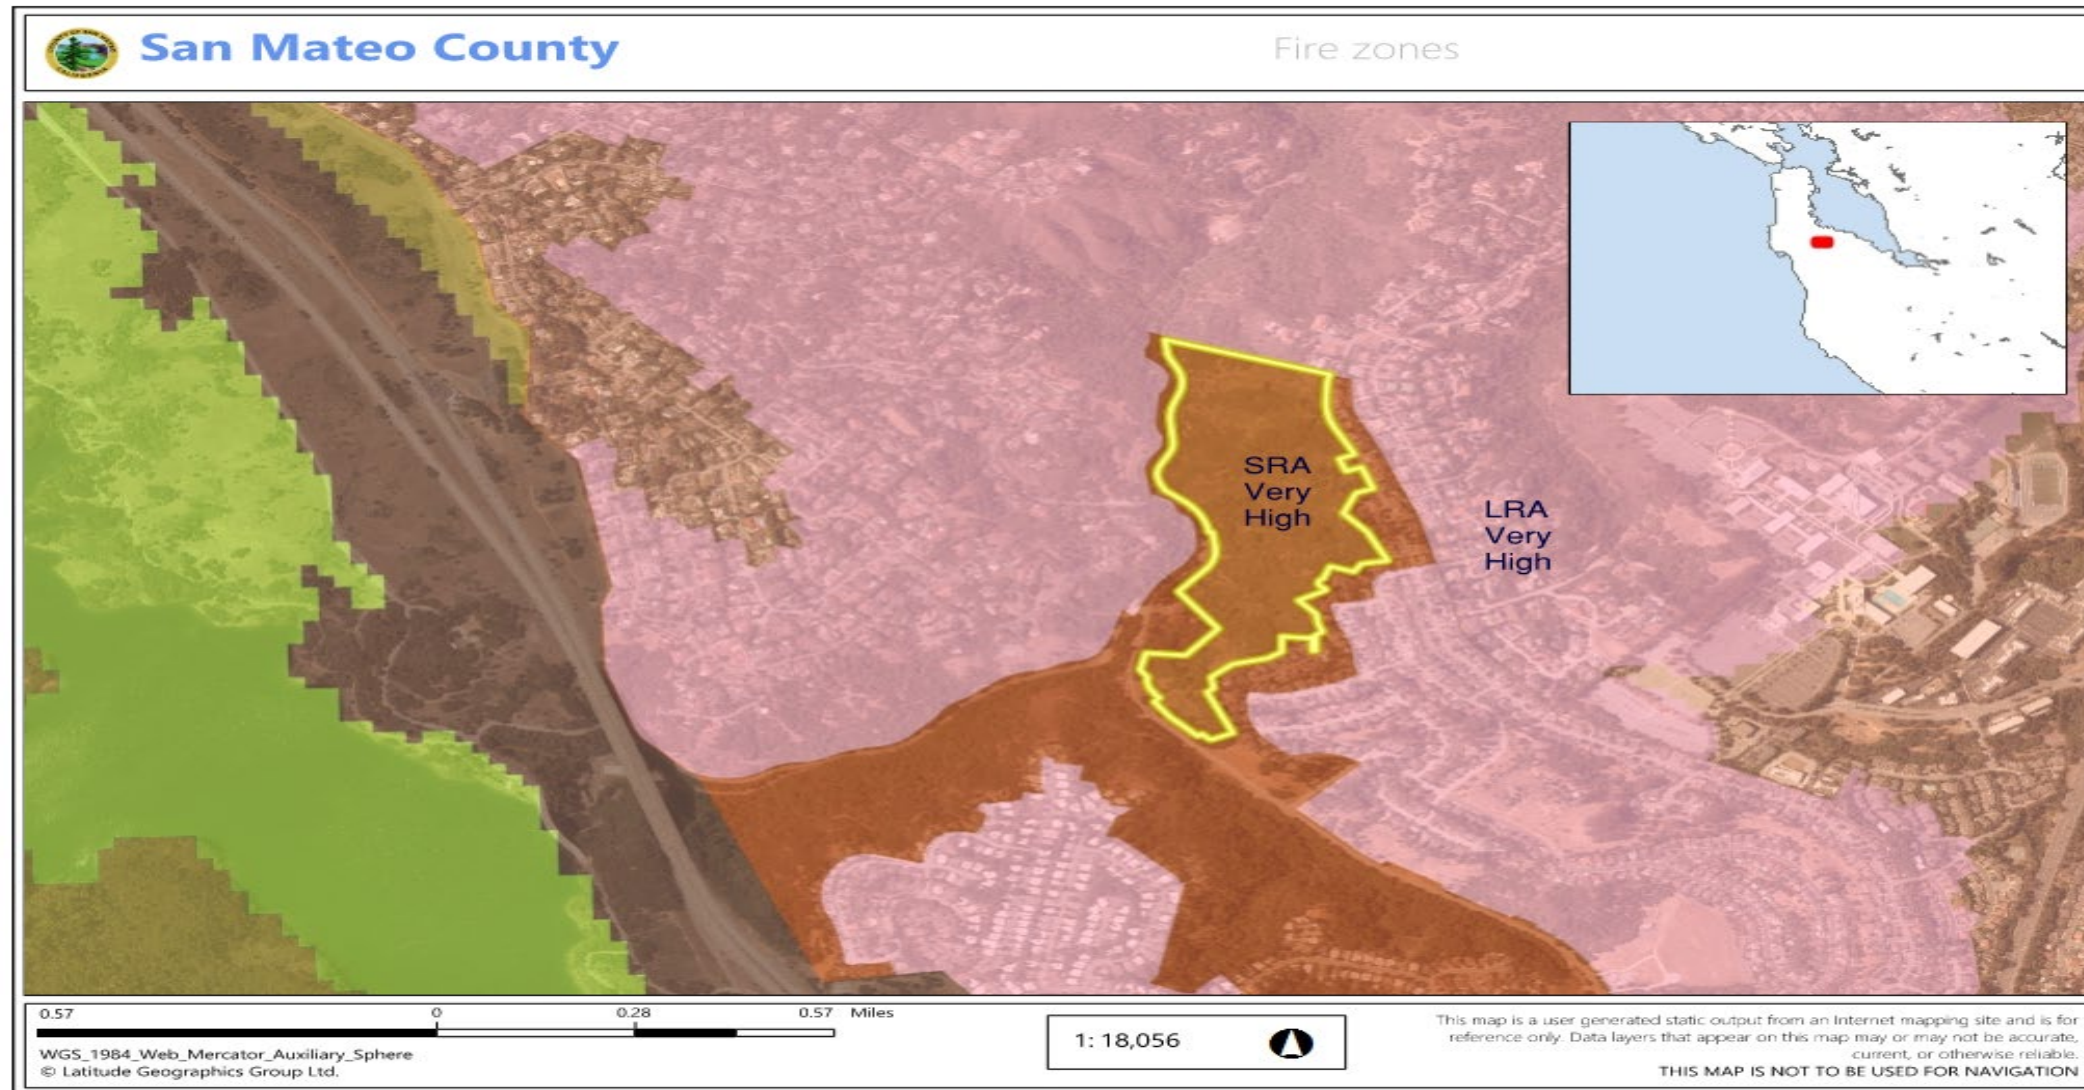 San Mateo County
Fire zones
SRA
Very
High
LRA
Very
High
0.57
0
0.28
0.57 Miles
WGS_1984_Web_Mercator_Auxiliary_Sphere
© Latitude Geographics Group Ltd.
1: 18,056
This map is a user generated static output from an Internet mapping site and is for
reference only. Data layers that appear on this map may or may not be accurate,
current, or otherwise reliable.
THIS MAP IS NOT TO BE USED FOR NAVIGATION